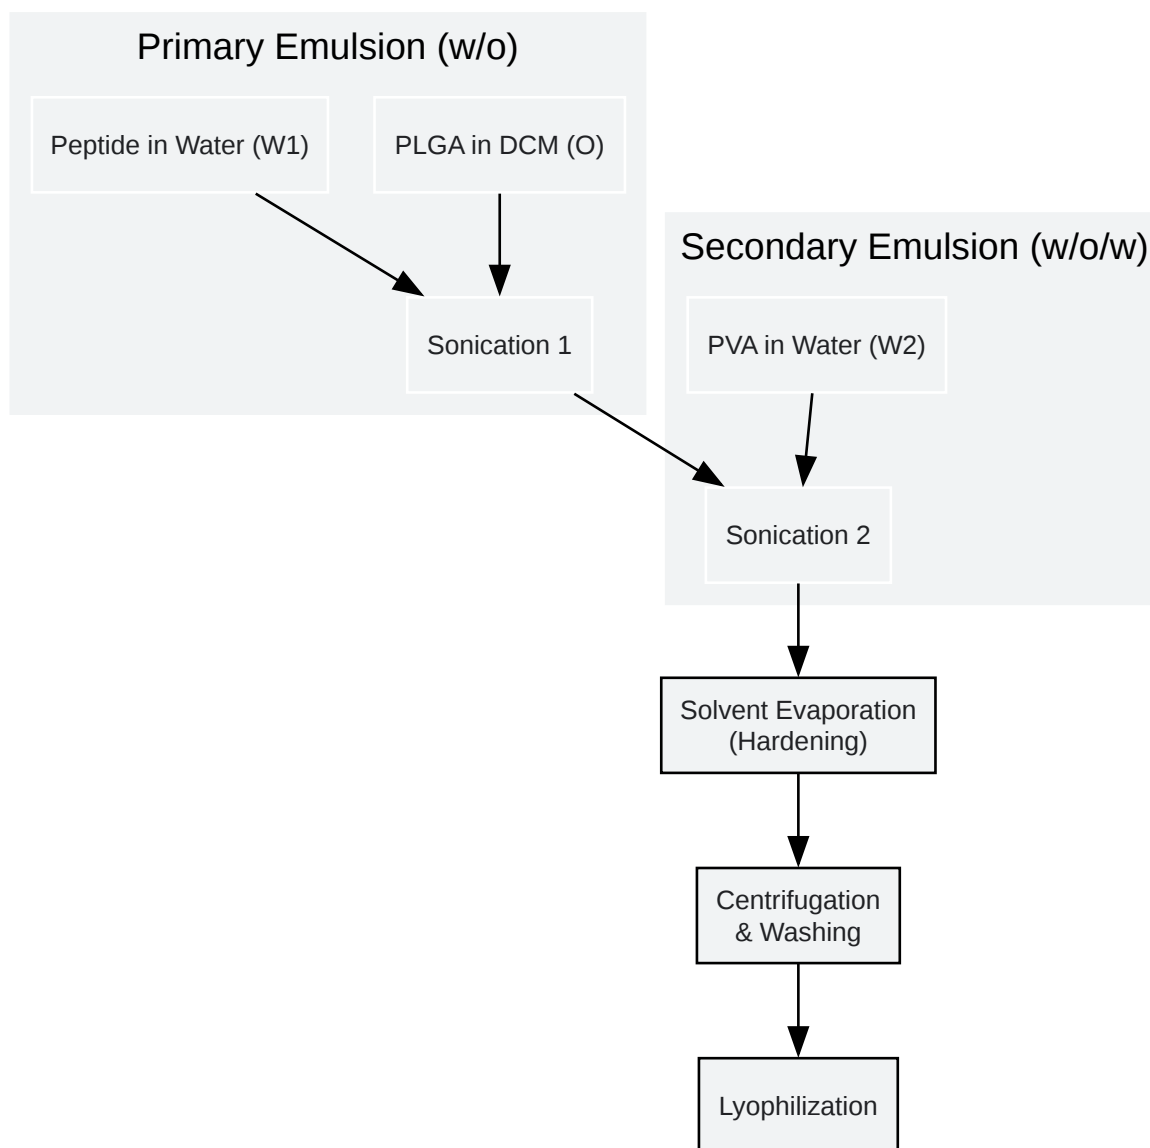 Primary Emulsion (w/o)
Peptide in Water (W1)
PLGA in DCM (O)
Sonication 1
Secondary Emulsion (w/o/w)
PVA in Water (W2)
Sonication 2
Solvent Evaporation
(Hardening)
Centrifugation
& Washing
Lyophilization